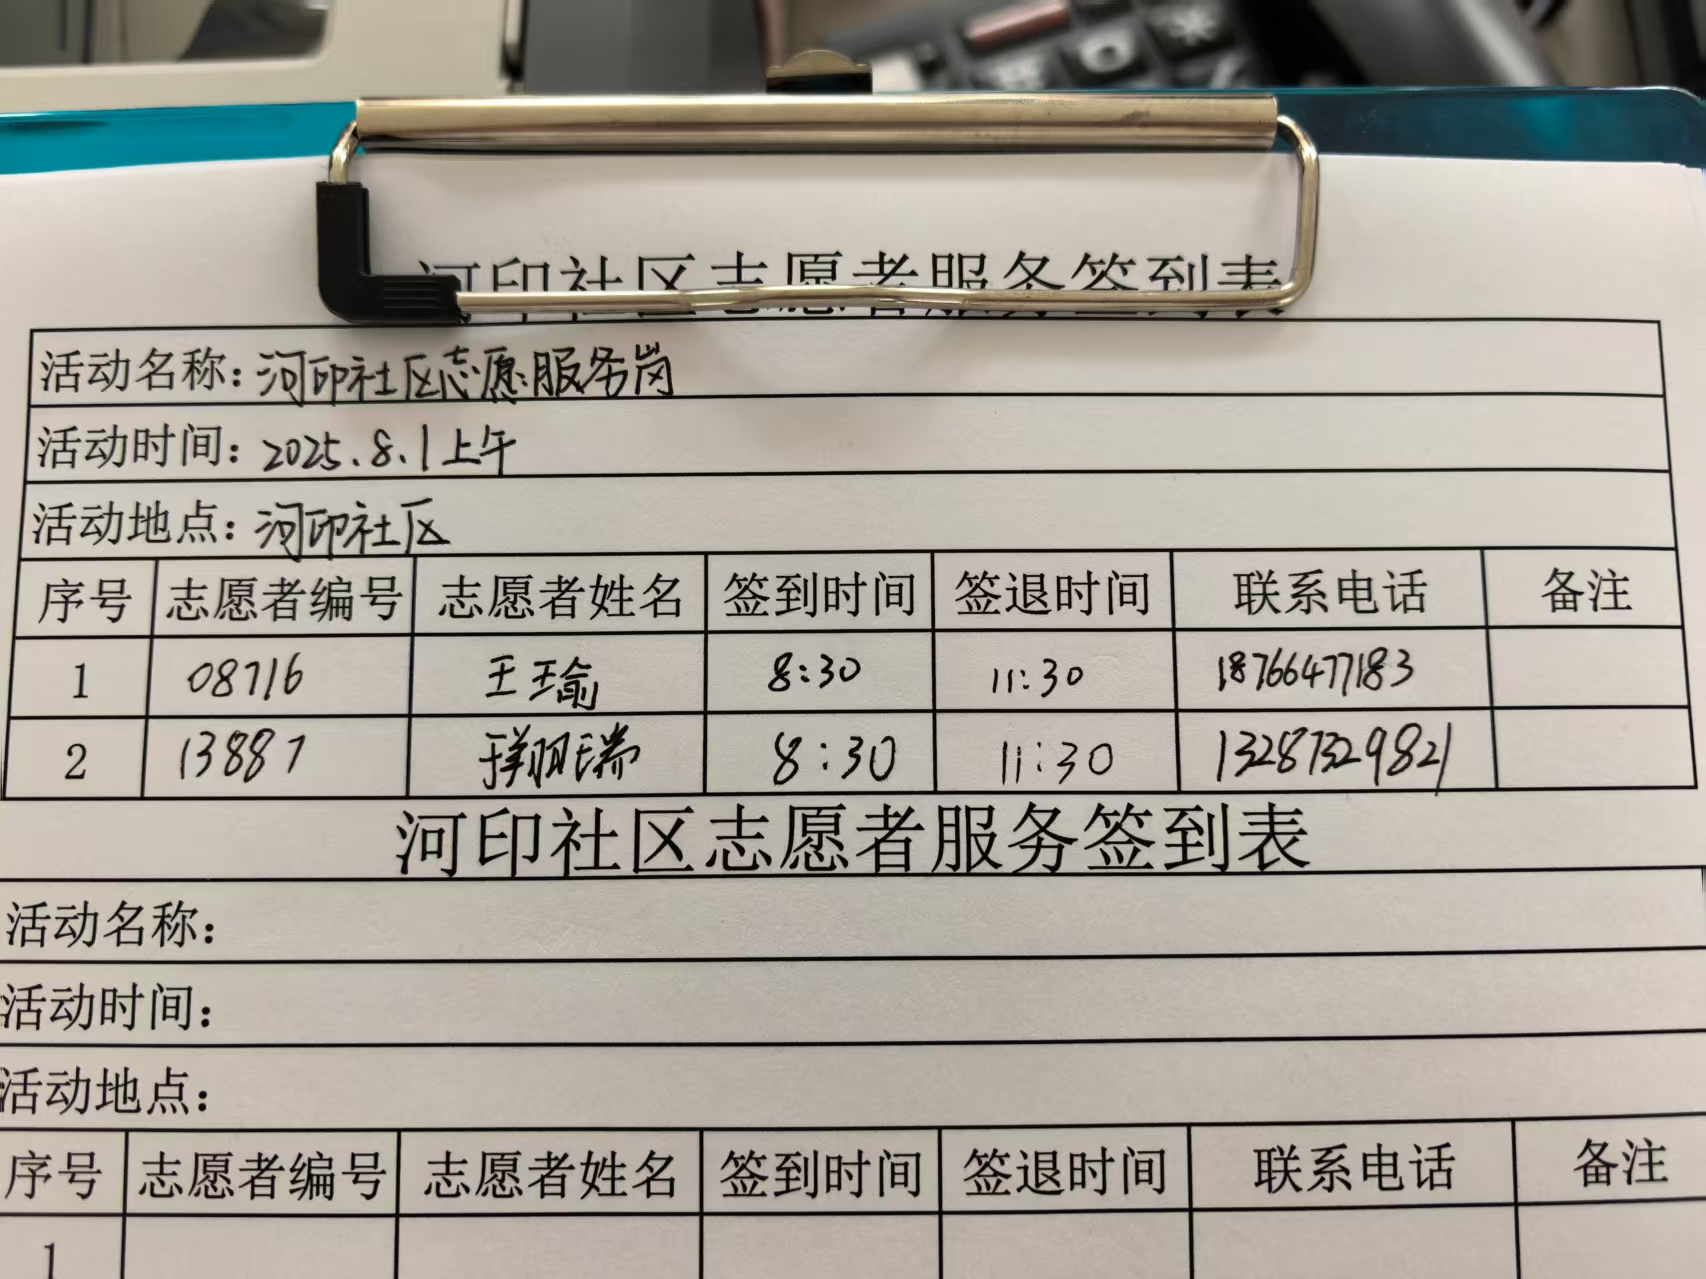 河印社区志愿者服务签到表
活动名称：河印社区志愿服务岗
活动时间：2025.8.1上午
活动地点：河印社区
序号 志愿者编号 志愿者姓名 签到时间 签退时间 联系电话 备注
1 08716 王瑜 8:30 11:30 18766477183
2 13887 8:30 11:30 13287329821
河印社区志愿者服务签到表
活动名称：
活动时间：
活动地点：
序号 志愿者编号 志愿者姓名 签到时间 签退时间 联系电话 备注
1